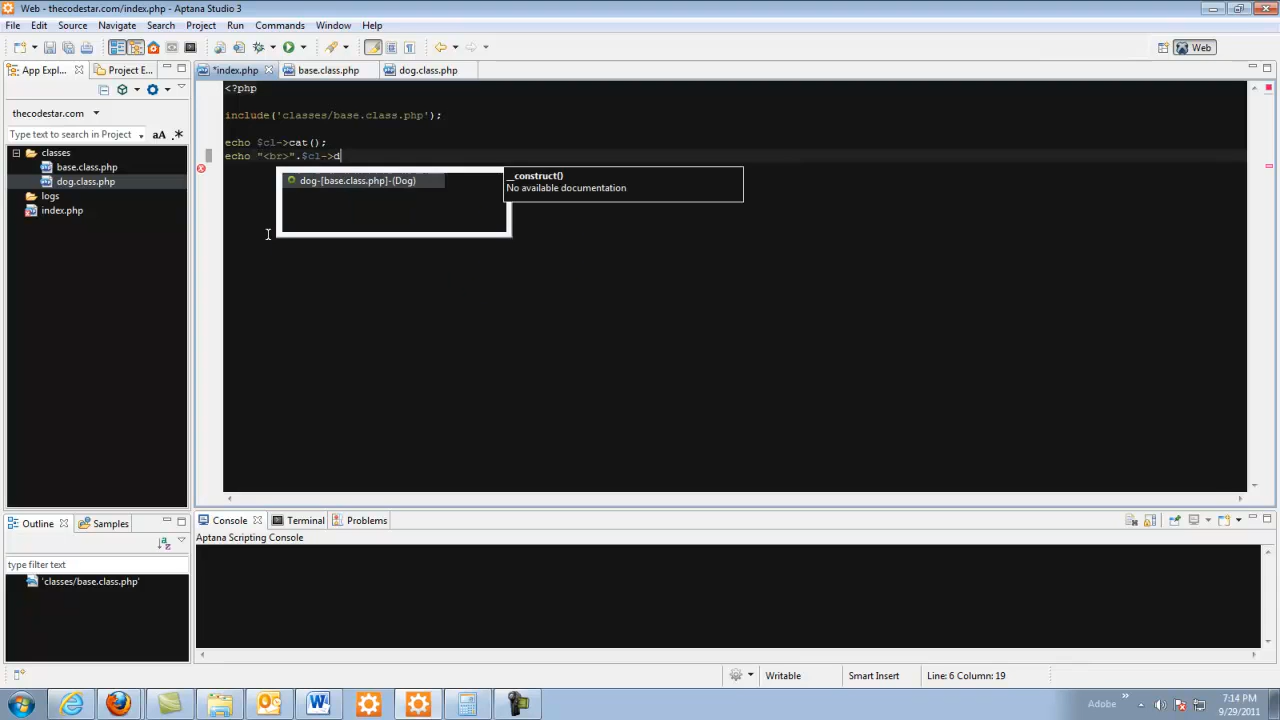 Web - thecodestar.com/index.php - Aptana Studio 3
File Edit Source Navigate Search Project Run Commands Window Help
Web
App Expl... Project E... *index.php base.class.php dog.class.php
thecodestar.com
Type text to search in Project aA .*
classes
base.class.php
dog.class.php
logs
index.php
<?php
include('classes/base.class.php');
echo $cl->cat();
echo "<br>".$cl->d
dog-[base.class.php]-(Dog)
__construct()
No available documentation
Outline Samples
type filter text
'classes/base.class.php'
Console Terminal Problems
Aptana Scripting Console
Writable Smart Insert Line: 6 Column: 19
Adobe
7:14 PM
9/29/2011